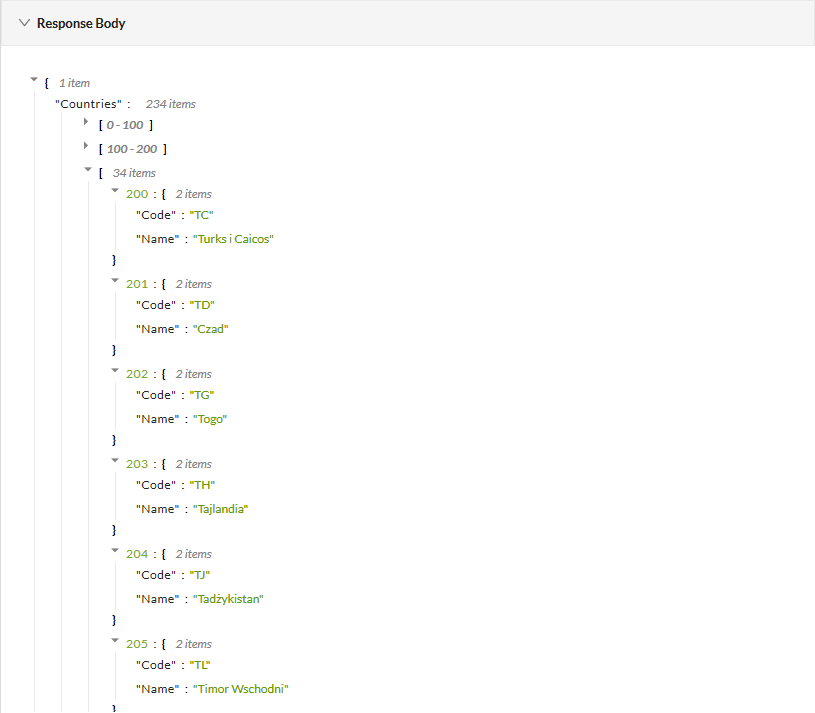 Response Body
{ 1 item
"Countries" : 234 items
[ 0 - 100 ]
[ 100 - 200 ]
[ 34 items
200 : { 2 items
"Code" : "TC"
"Name" : "Turks i Caicos"
}
201 : { 2 items
"Code" : "TD"
"Name" : "Czad"
}
202 : { 2 items
"Code" : "TG"
"Name" : "Togo"
}
203 : { 2 items
"Code" : "TH"
"Name" : "Tajlandia"
}
204 : { 2 items
"Code" : "TJ"
"Name" : "Tadżykistan"
}
205 : { 2 items
"Code" : "TL"
"Name" : "Timor Wschodni"
}